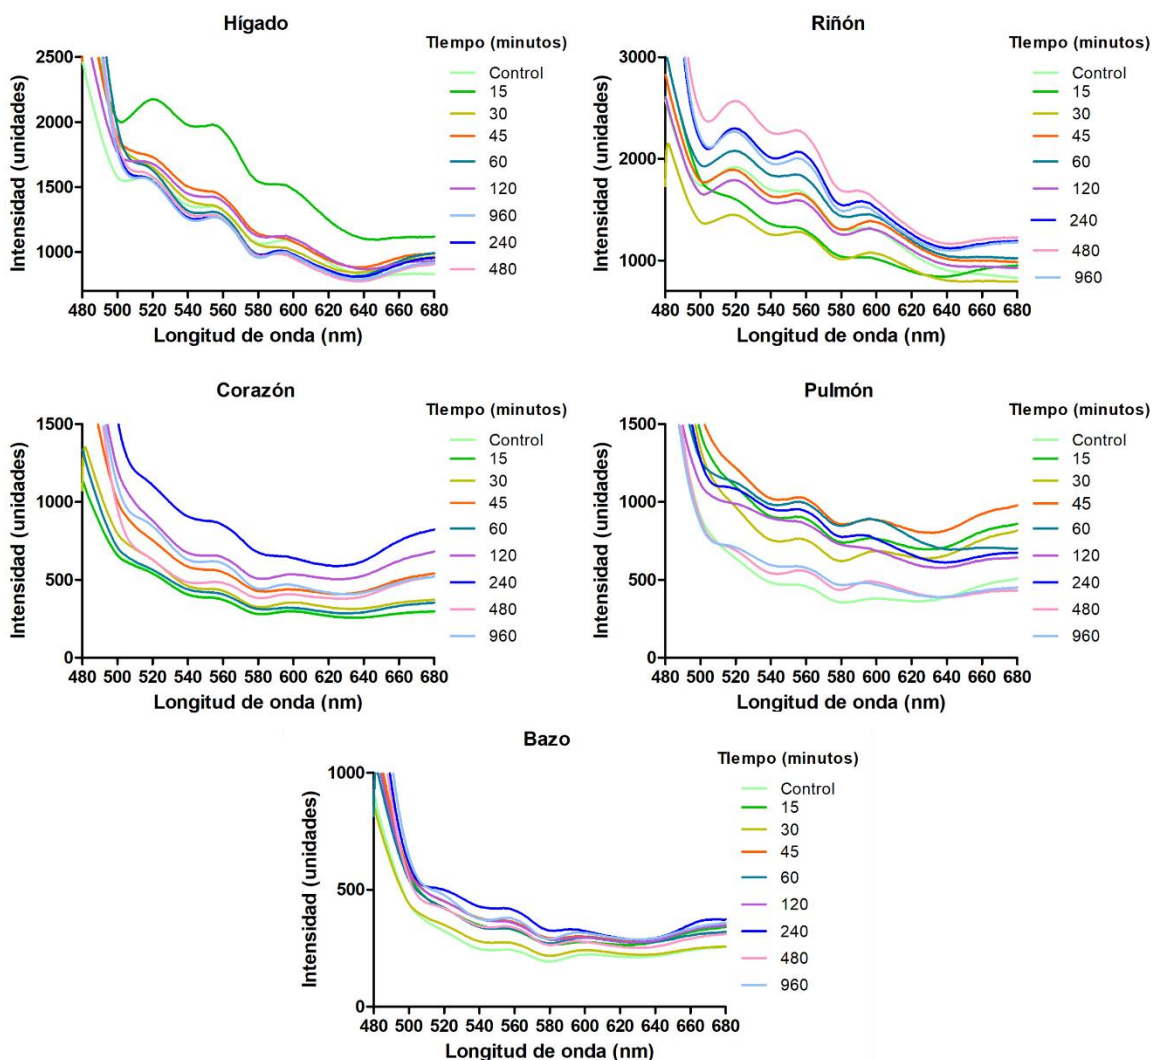 Hígado
TIempo (minutos)
Intensidad (unidades)
2500
2000
1500
1000
480 500 520 540 560 580 600 620 640 660 680
Longitud de onda (nm)
Control
15
30
45
60
120
960
240
480
Riñón
TIempo (minutos)
Intensidad (unidades)
3000
2000
1000
480 500 520 540 560 580 600 620 640 660 680
Longitud de onda (nm)
Control
15
30
45
60
120
240
480
960
Corazón
TIempo (minutos)
Intensidad (unidades)
1500
1000
500
0
480 500 520 540 560 580 600 620 640 660 680
Longitud de onda (nm)
Control
15
30
45
60
120
240
480
960
Pulmón
TIempo (minutos)
Intensidad (unidades)
1500
1000
500
0
480 500 520 540 560 580 600 620 640 660 680
Longitud de onda (nm)
Control
15
30
45
60
120
240
480
960
Bazo
TIempo (minutos)
Intensidad (unidades)
1000
500
0
480 500 520 540 560 580 600 620 640 660 680
Longitud de onda (nm)
Control
15
30
45
60
120
240
480
960